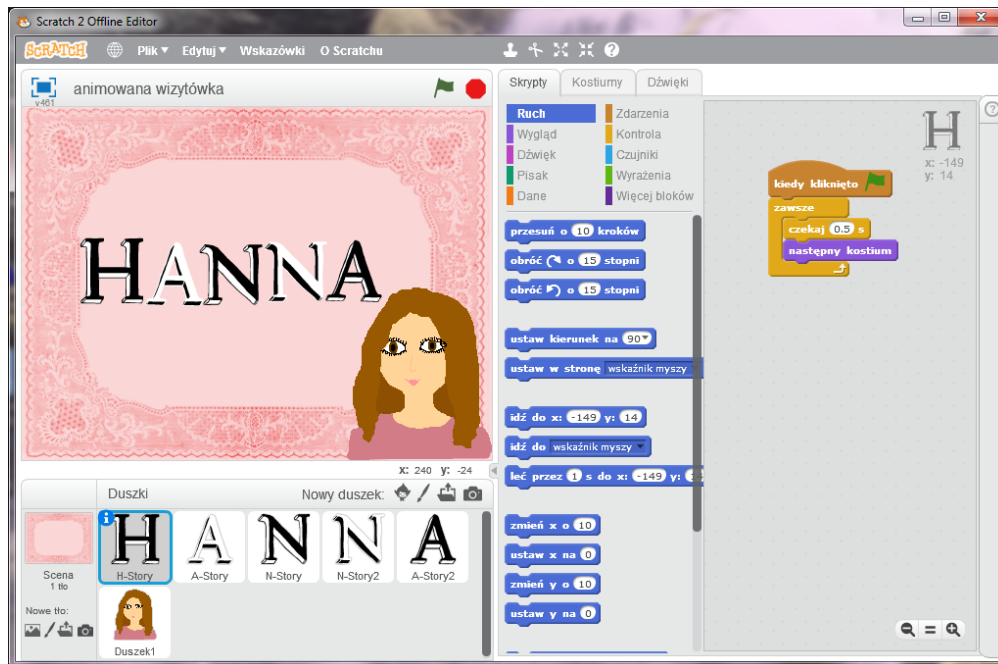 Scratch 2 Offline Editor
SCRATCH Plik Edytuj Wskazówki O Scratchu
animowana wizytówka
v461
HANNA
x: 240 y: -24
Duszki Nowy duszek:
Scena
1 tło
Nowe tło:
H H-Story
A A-Story
N N-Story
N N-Story2
A A-Story2
Duszek1
Skrypty Kostiumy Dźwięki
Ruch Zdarzenia
Wygląd Kontrola
Dźwięk Czujniki
Pisak Wyrażenia
Dane Więcej bloków
przesuń o 10 kroków
obróć o 15 stopni
obróć o 15 stopni
ustaw kierunek na 90
ustaw w stronę wskaźnik myszy
idź do x: -149 y: 14
idź do wskaźnik myszy
leć przez 1 s do x: -149 y:
zmień x o 10
ustaw x na 0
zmień y o 10
ustaw y na 0
H
x: -149
y: 14
kiedy kliknięto
zawsze
czekaj 0.5 s
następny kostium